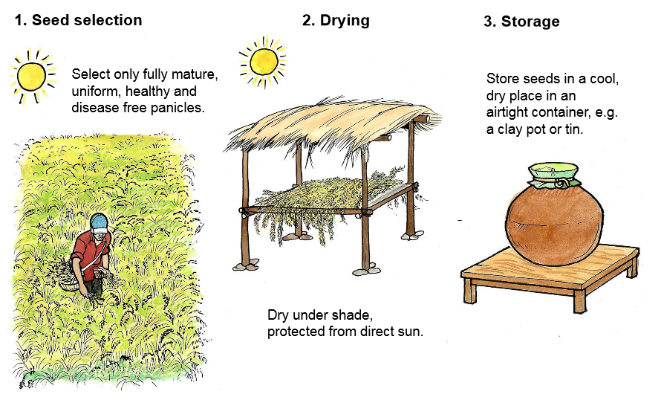 1. Seed selection
Select only fully mature,
uniform, healthy and
disease free panicles.
2. Drying
Dry under shade,
protected from direct sun.
3. Storage
Store seeds in a cool,
dry place in an
airtight container, e.g.
a clay pot or tin.